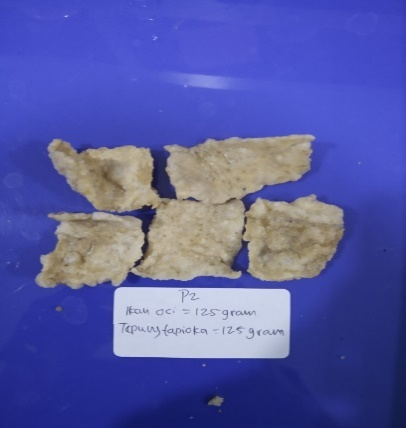 P2
Ikan oci = 125 gram
Tepung tapioka = 125 gram